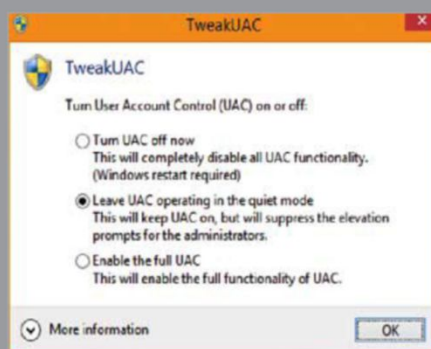 TweakUAC
TweakUAC
Turn User Account Control (UAC) on or off:
Turn UAC off now
This will completely disable all UAC functionality.
(Windows restart required)
Leave UAC operating in the quiet mode
This will keep UAC on, but will suppress the elevation
prompts for the administrators.
Enable the full UAC
This will enable the full functionality of UAC.
More information
OK